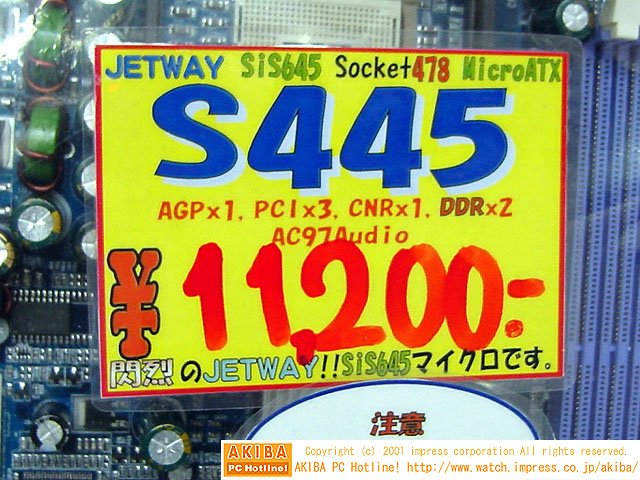 JETWAY SiS645 Socket478 MicroATX
S445
AGPx1, PCIx3, CNRx1, DDRx2
AC97Audio
¥11,200:-
閃烈のJETWAY!!SiS645マイクロです。
注意
AKIBA PC Hotline!
Copyright (c) 2001 impress corporation All rights reserved.
AKIBA PC Hotline! http://www.watch.impress.co.jp/akiba/